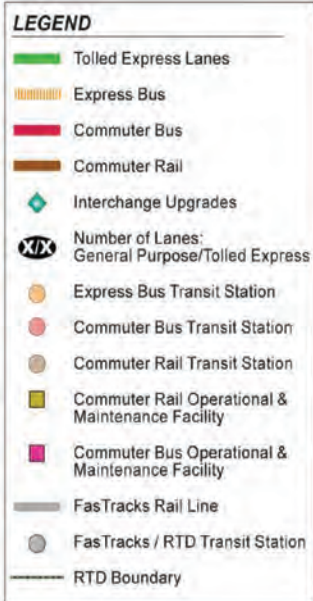 LEGEND
Tolled Express Lanes
Express Bus
Commuter Bus
Commuter Rail
Interchange Upgrades
X/X Number of Lanes:
General Purpose/Tolled Express
Express Bus Transit Station
Commuter Bus Transit Station
Commuter Rail Transit Station
Commuter Rail Operational &
Maintenance Facility
Commuter Bus Operational &
Maintenance Facility
FasTracks Rail Line
FasTracks / RTD Transit Station
RTD Boundary